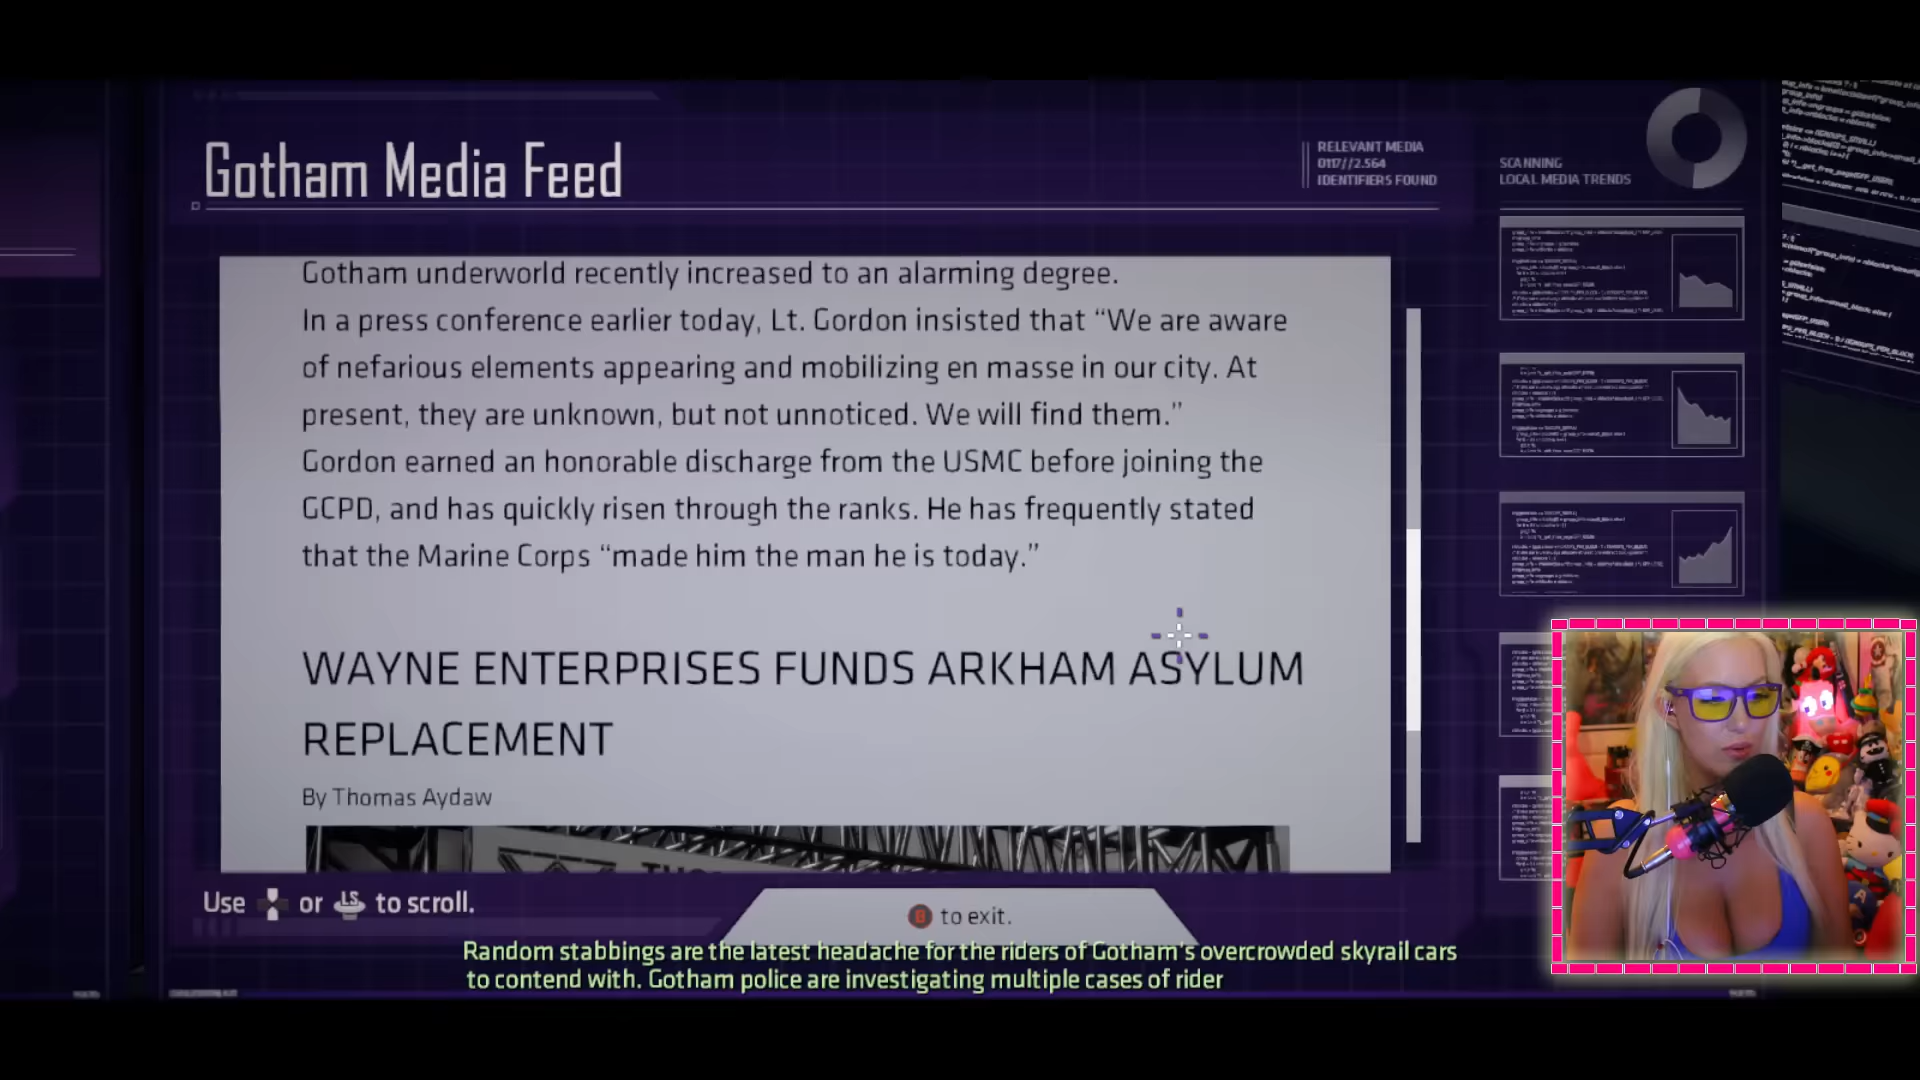 Gotham Media Feed
RELEVANT MEDIA
0117//2.564
IDENTIFIERS FOUND
SCANNING
LOCAL MEDIA TRENDS
Gotham underworld recently increased to an alarming degree.
In a press conference earlier today, Lt. Gordon insisted that “We are aware
of nefarious elements appearing and mobilizing en masse in our city. At
present, they are unknown, but not unnoticed. We will find them.”
Gordon earned an honorable discharge from the USMC before joining the
GCPD, and has quickly risen through the ranks. He has frequently stated
that the Marine Corps “made him the man he is today.”
WAYNE ENTERPRISES FUNDS ARKHAM ASYLUM
REPLACEMENT
By Thomas Aydaw
Use or LS to scroll.
B to exit.
Random stabbings are the latest headache for the riders of Gotham's overcrowded skyrail cars
to contend with. Gotham police are investigating multiple cases of rider